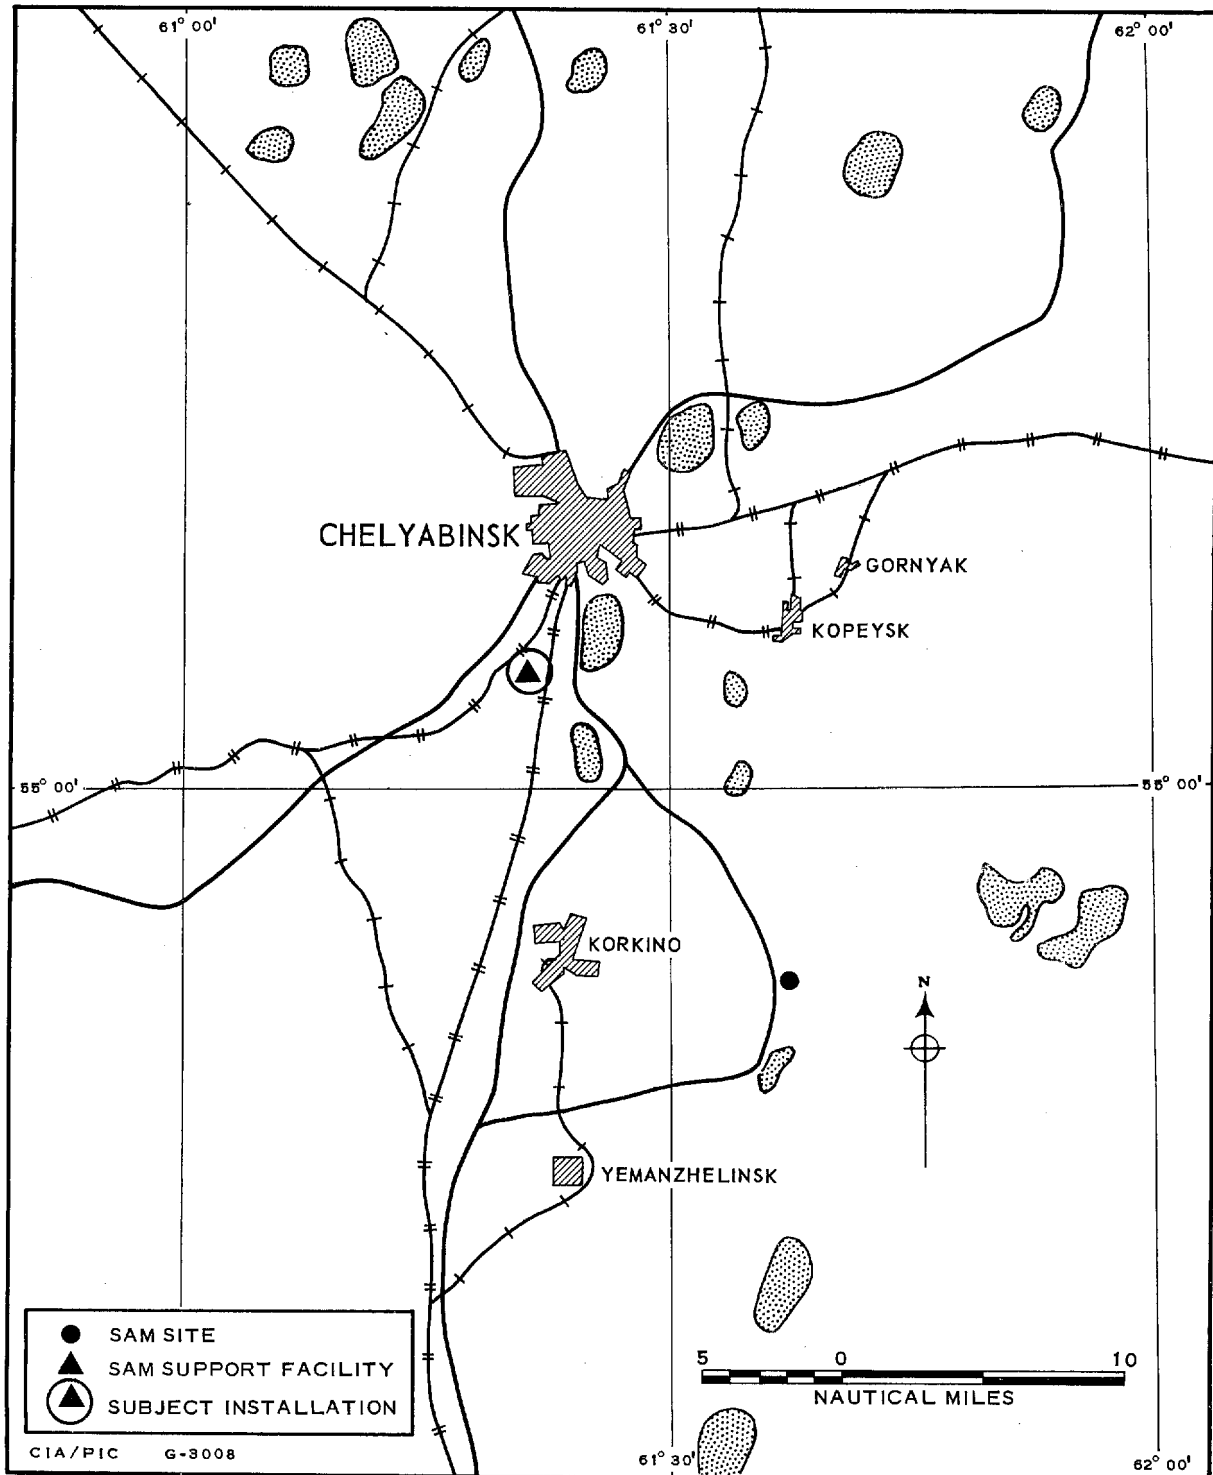 61° 00'
61° 30'
62° 00'
CHELYABINSK
GORNYAK
KOPEYSK
55° 00'
55° 00'
KORKINO
N
YEMANZHELINSK
SAM SITE
SAM SUPPORT FACILITY
SUBJECT INSTALLATION
5 0 10
NAUTICAL MILES
CIA/PIC G-3008
61° 30'
62° 00'